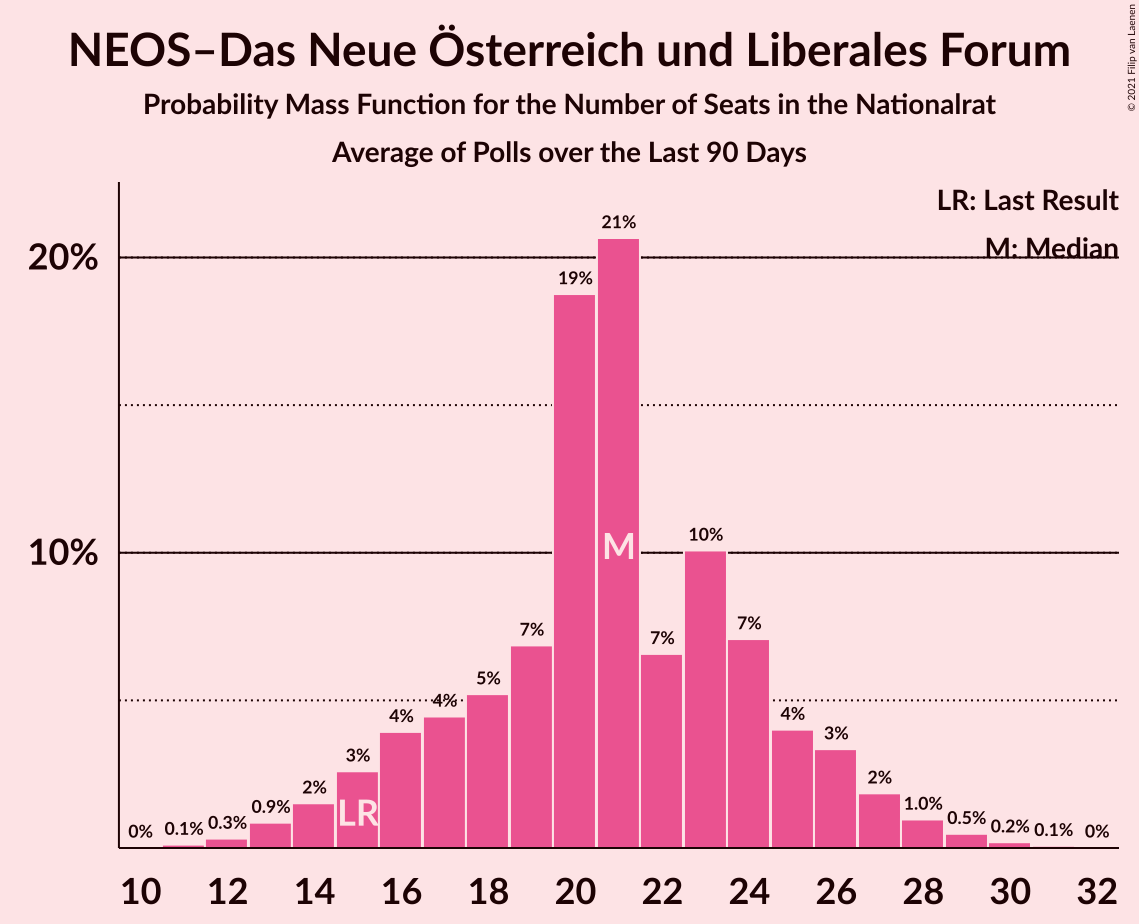 NEOS–Das Neue Österreich und Liberales Forum
Probability Mass Function for the Number of Seats in the Nationalrat
Average of Polls over the Last 90 Days
© 2021 Filip van Laenen
LR: Last Result
M: Median
20%
10%
0%
0.1%
0.3%
0.9%
2%
3%
4%
4%
5%
7%
19%
21%
7%
10%
7%
4%
3%
2%
1.0%
0.5%
0.2%
0.1%
0%
LR
M
10 12 14 16 18 20 22 24 26 28 30 32